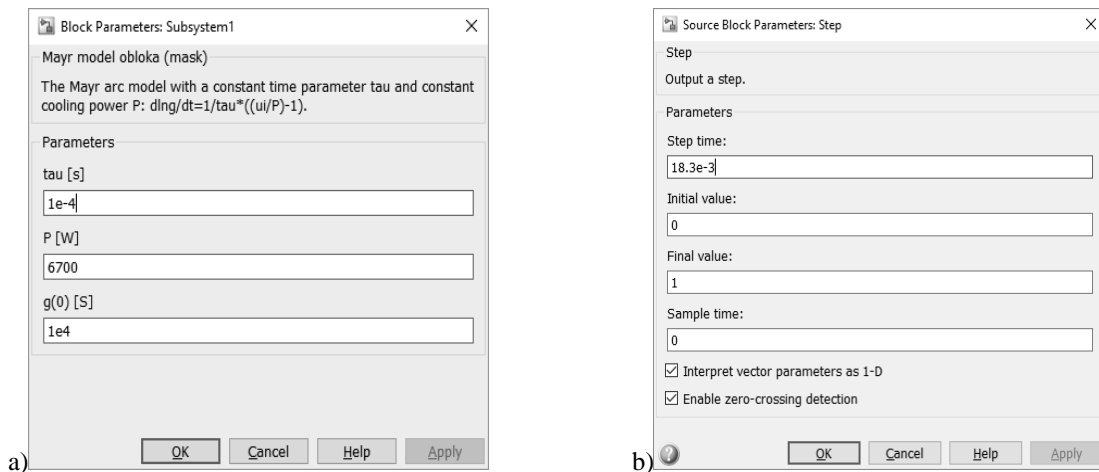 Block Parameters: Subsystem1
Mayr model obloka (mask)
The Mayr arc model with a constant time parameter tau and constant
cooling power P: dlng/dt=1/tau*((ui/P)-1).
Parameters
tau [s]
1e-4
P [W]
6700
g(0) [S]
1e4
OK Cancel Help Apply
a)
Source Block Parameters: Step
Step
Output a step.
Parameters
Step time:
18.3e-3
Initial value:
0
Final value:
1
Sample time:
0
Interpret vector parameters as 1-D
Enable zero-crossing detection
OK Cancel Help Apply
b)